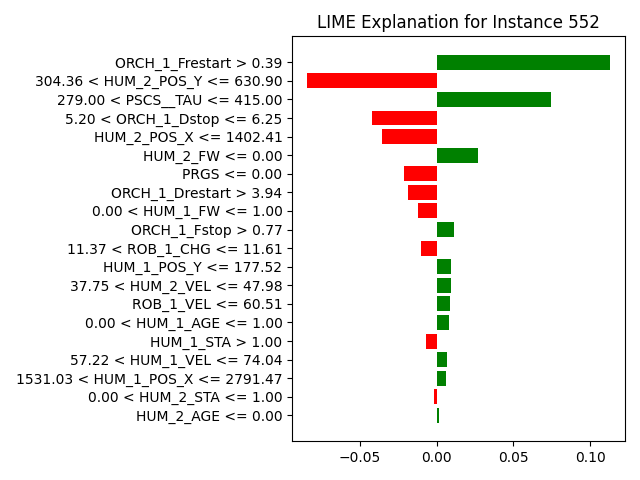 LIME Explanation for Instance 552
ORCH_1_Frestart > 0.39
304.36 < HUM_2_POS_Y <= 630.90
279.00 < PSCS__TAU <= 415.00
5.20 < ORCH_1_Dstop <= 6.25
HUM_2_POS_X <= 1402.41
HUM_2_FW <= 0.00
PRGS <= 0.00
ORCH_1_Drestart > 3.94
0.00 < HUM_1_FW <= 1.00
ORCH_1_Fstop > 0.77
11.37 < ROB_1_CHG <= 11.61
HUM_1_POS_Y <= 177.52
37.75 < HUM_2_VEL <= 47.98
ROB_1_VEL <= 60.51
0.00 < HUM_1_AGE <= 1.00
HUM_1_STA > 1.00
57.22 < HUM_1_VEL <= 74.04
1531.03 < HUM_1_POS_X <= 2791.47
0.00 < HUM_2_STA <= 1.00
HUM_2_AGE <= 0.00
−0.05 0.00 0.05 0.10